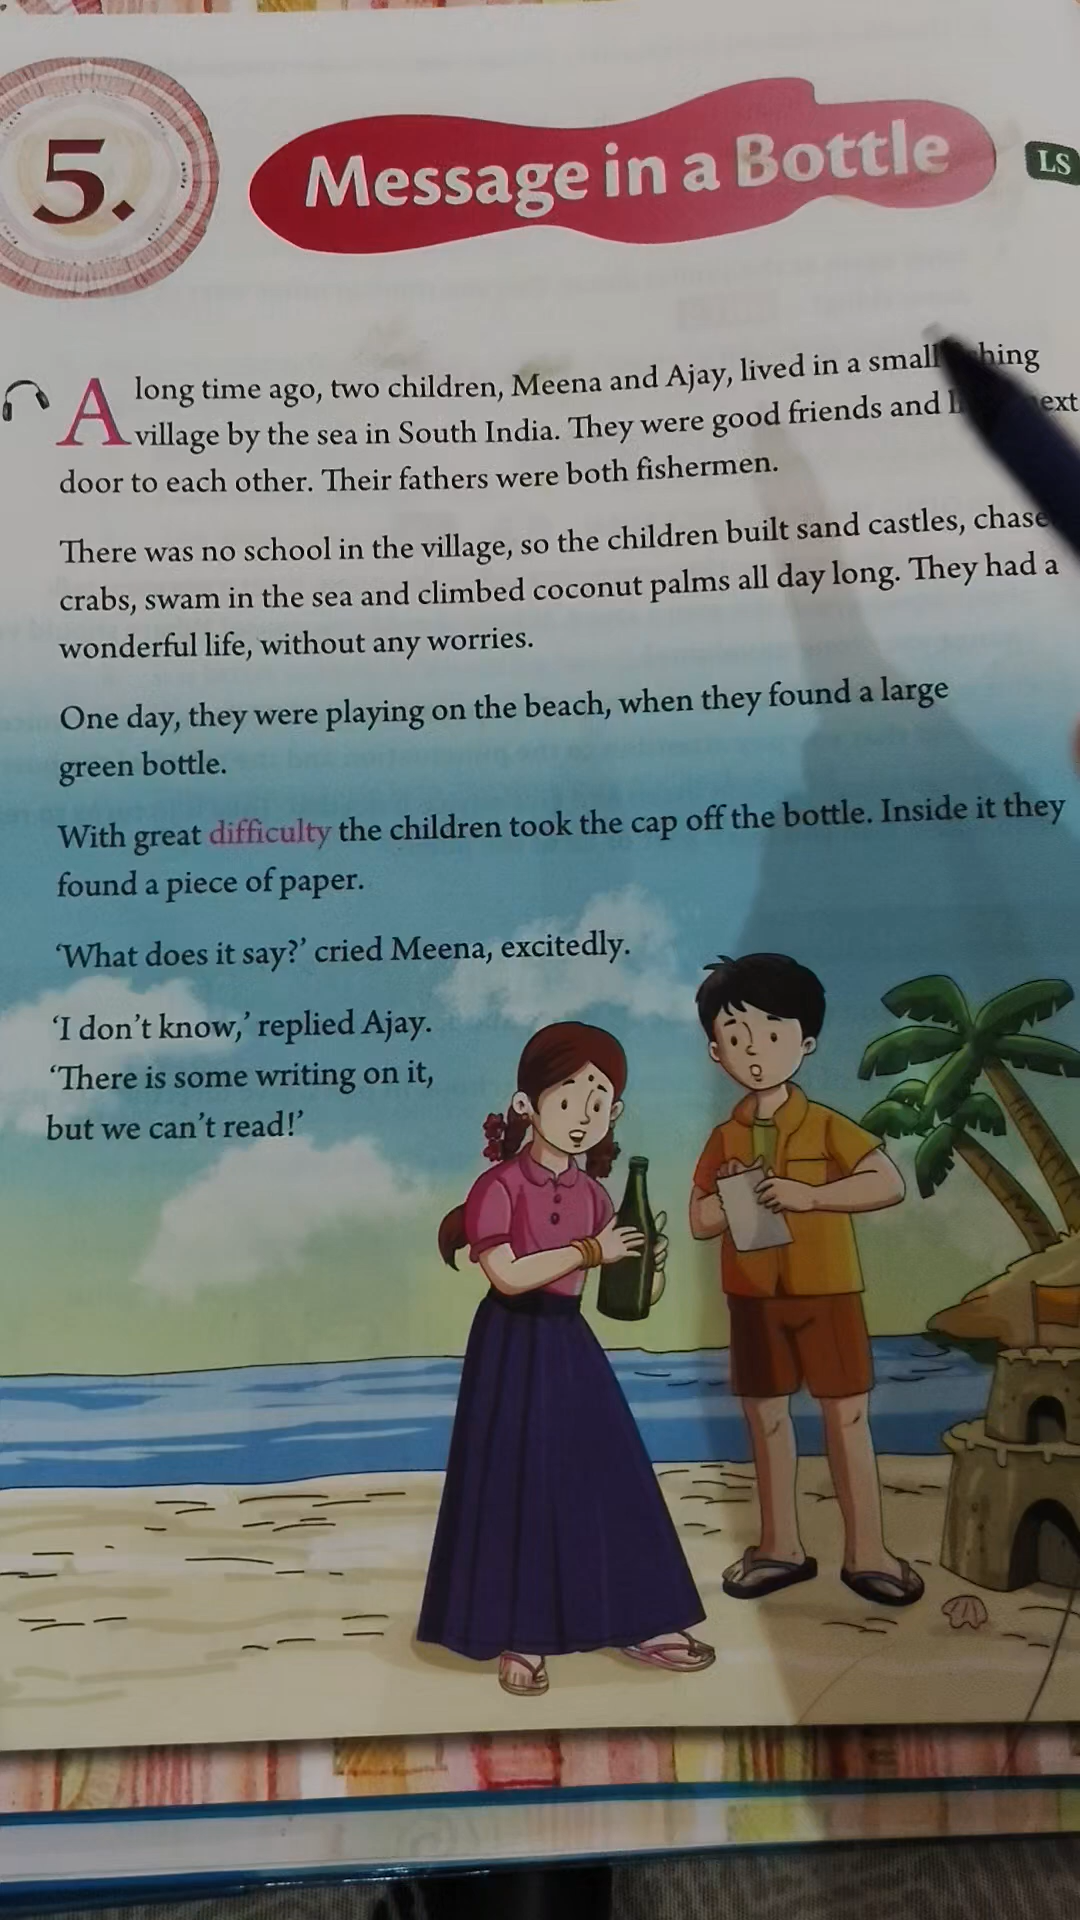 5.
Message in a Bottle
LS
A long time ago, two children, Meena and Ajay, lived in a small
village by the sea in South India. They were good friends and
door to each other. Their fathers were both fishermen.
There was no school in the village, so the children built sand castles,
crabs, swam in the sea and climbed coconut palms all day long. They had a
wonderful life, without any worries.
One day, they were playing on the beach, when they found a large
green bottle.
With great difficulty the children took the cap off the bottle. Inside it they
found a piece of paper.
‘What does it say?’ cried Meena, excitedly.
‘I don’t know,’ replied Ajay.
‘There is some writing on it,
but we can’t read!’